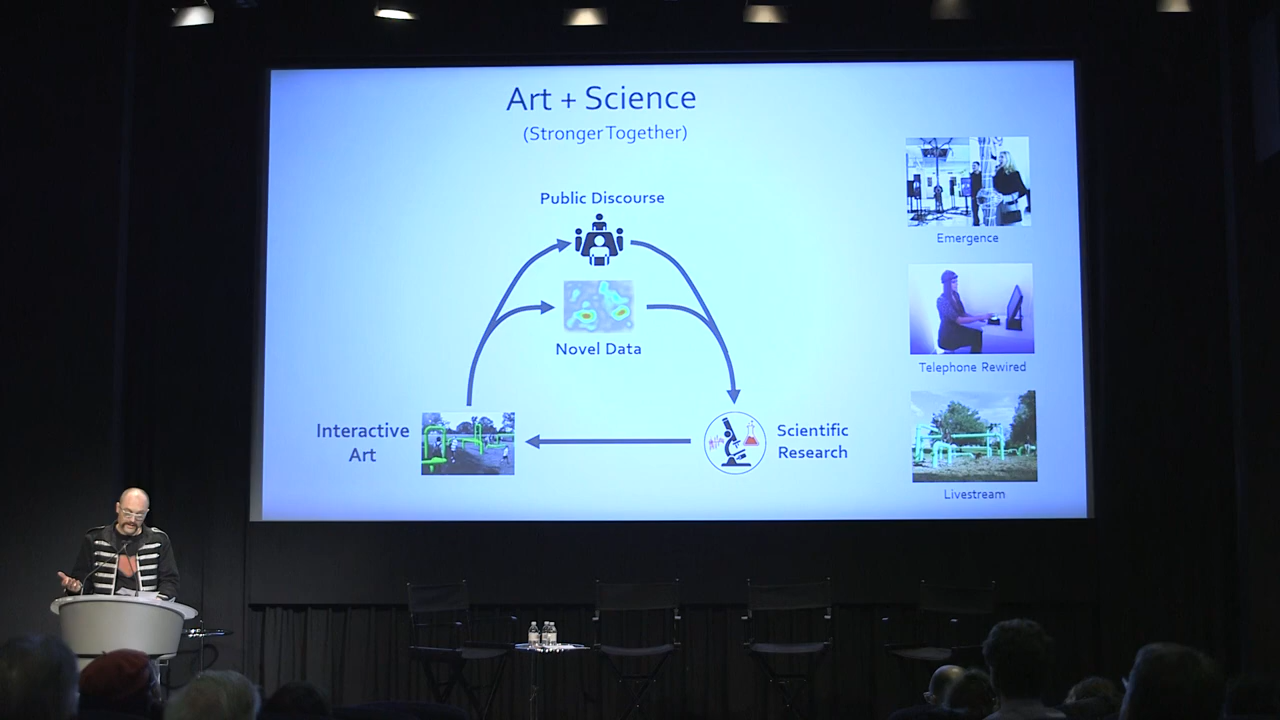 Art + Science
(Stronger Together)
Public Discourse
Novel Data
Interactive
Art
Scientific
Research
Emergence
Telephone Rewired
Livestream